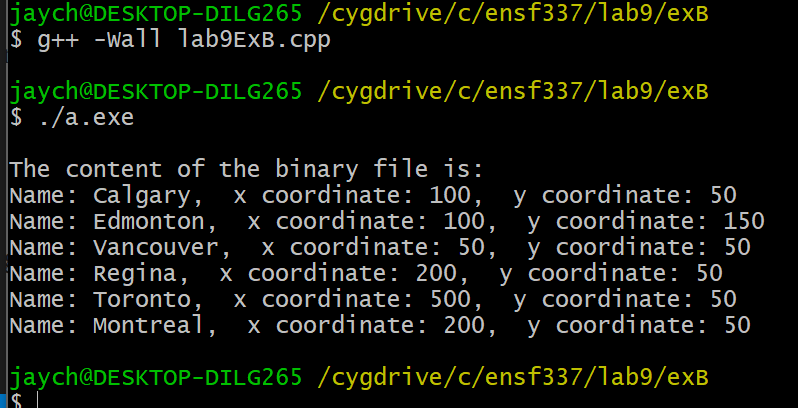 jaych@DESKTOP-DILG265 /cygdrive/c/ensf337/lab9/exB
$ g++ -Wall lab9ExB.cpp
jaych@DESKTOP-DILG265 /cygdrive/c/ensf337/lab9/exB
$ ./a.exe
The content of the binary file is:
Name: Calgary,  x coordinate: 100,  y coordinate: 50
Name: Edmonton,  x coordinate: 100,  y coordinate: 150
Name: Vancouver,  x coordinate: 50,  y coordinate: 50
Name: Regina,  x coordinate: 200,  y coordinate: 50
Name: Toronto,  x coordinate: 500,  y coordinate: 50
Name: Montreal,  x coordinate: 200,  y coordinate: 50
jaych@DESKTOP-DILG265 /cygdrive/c/ensf337/lab9/exB
$